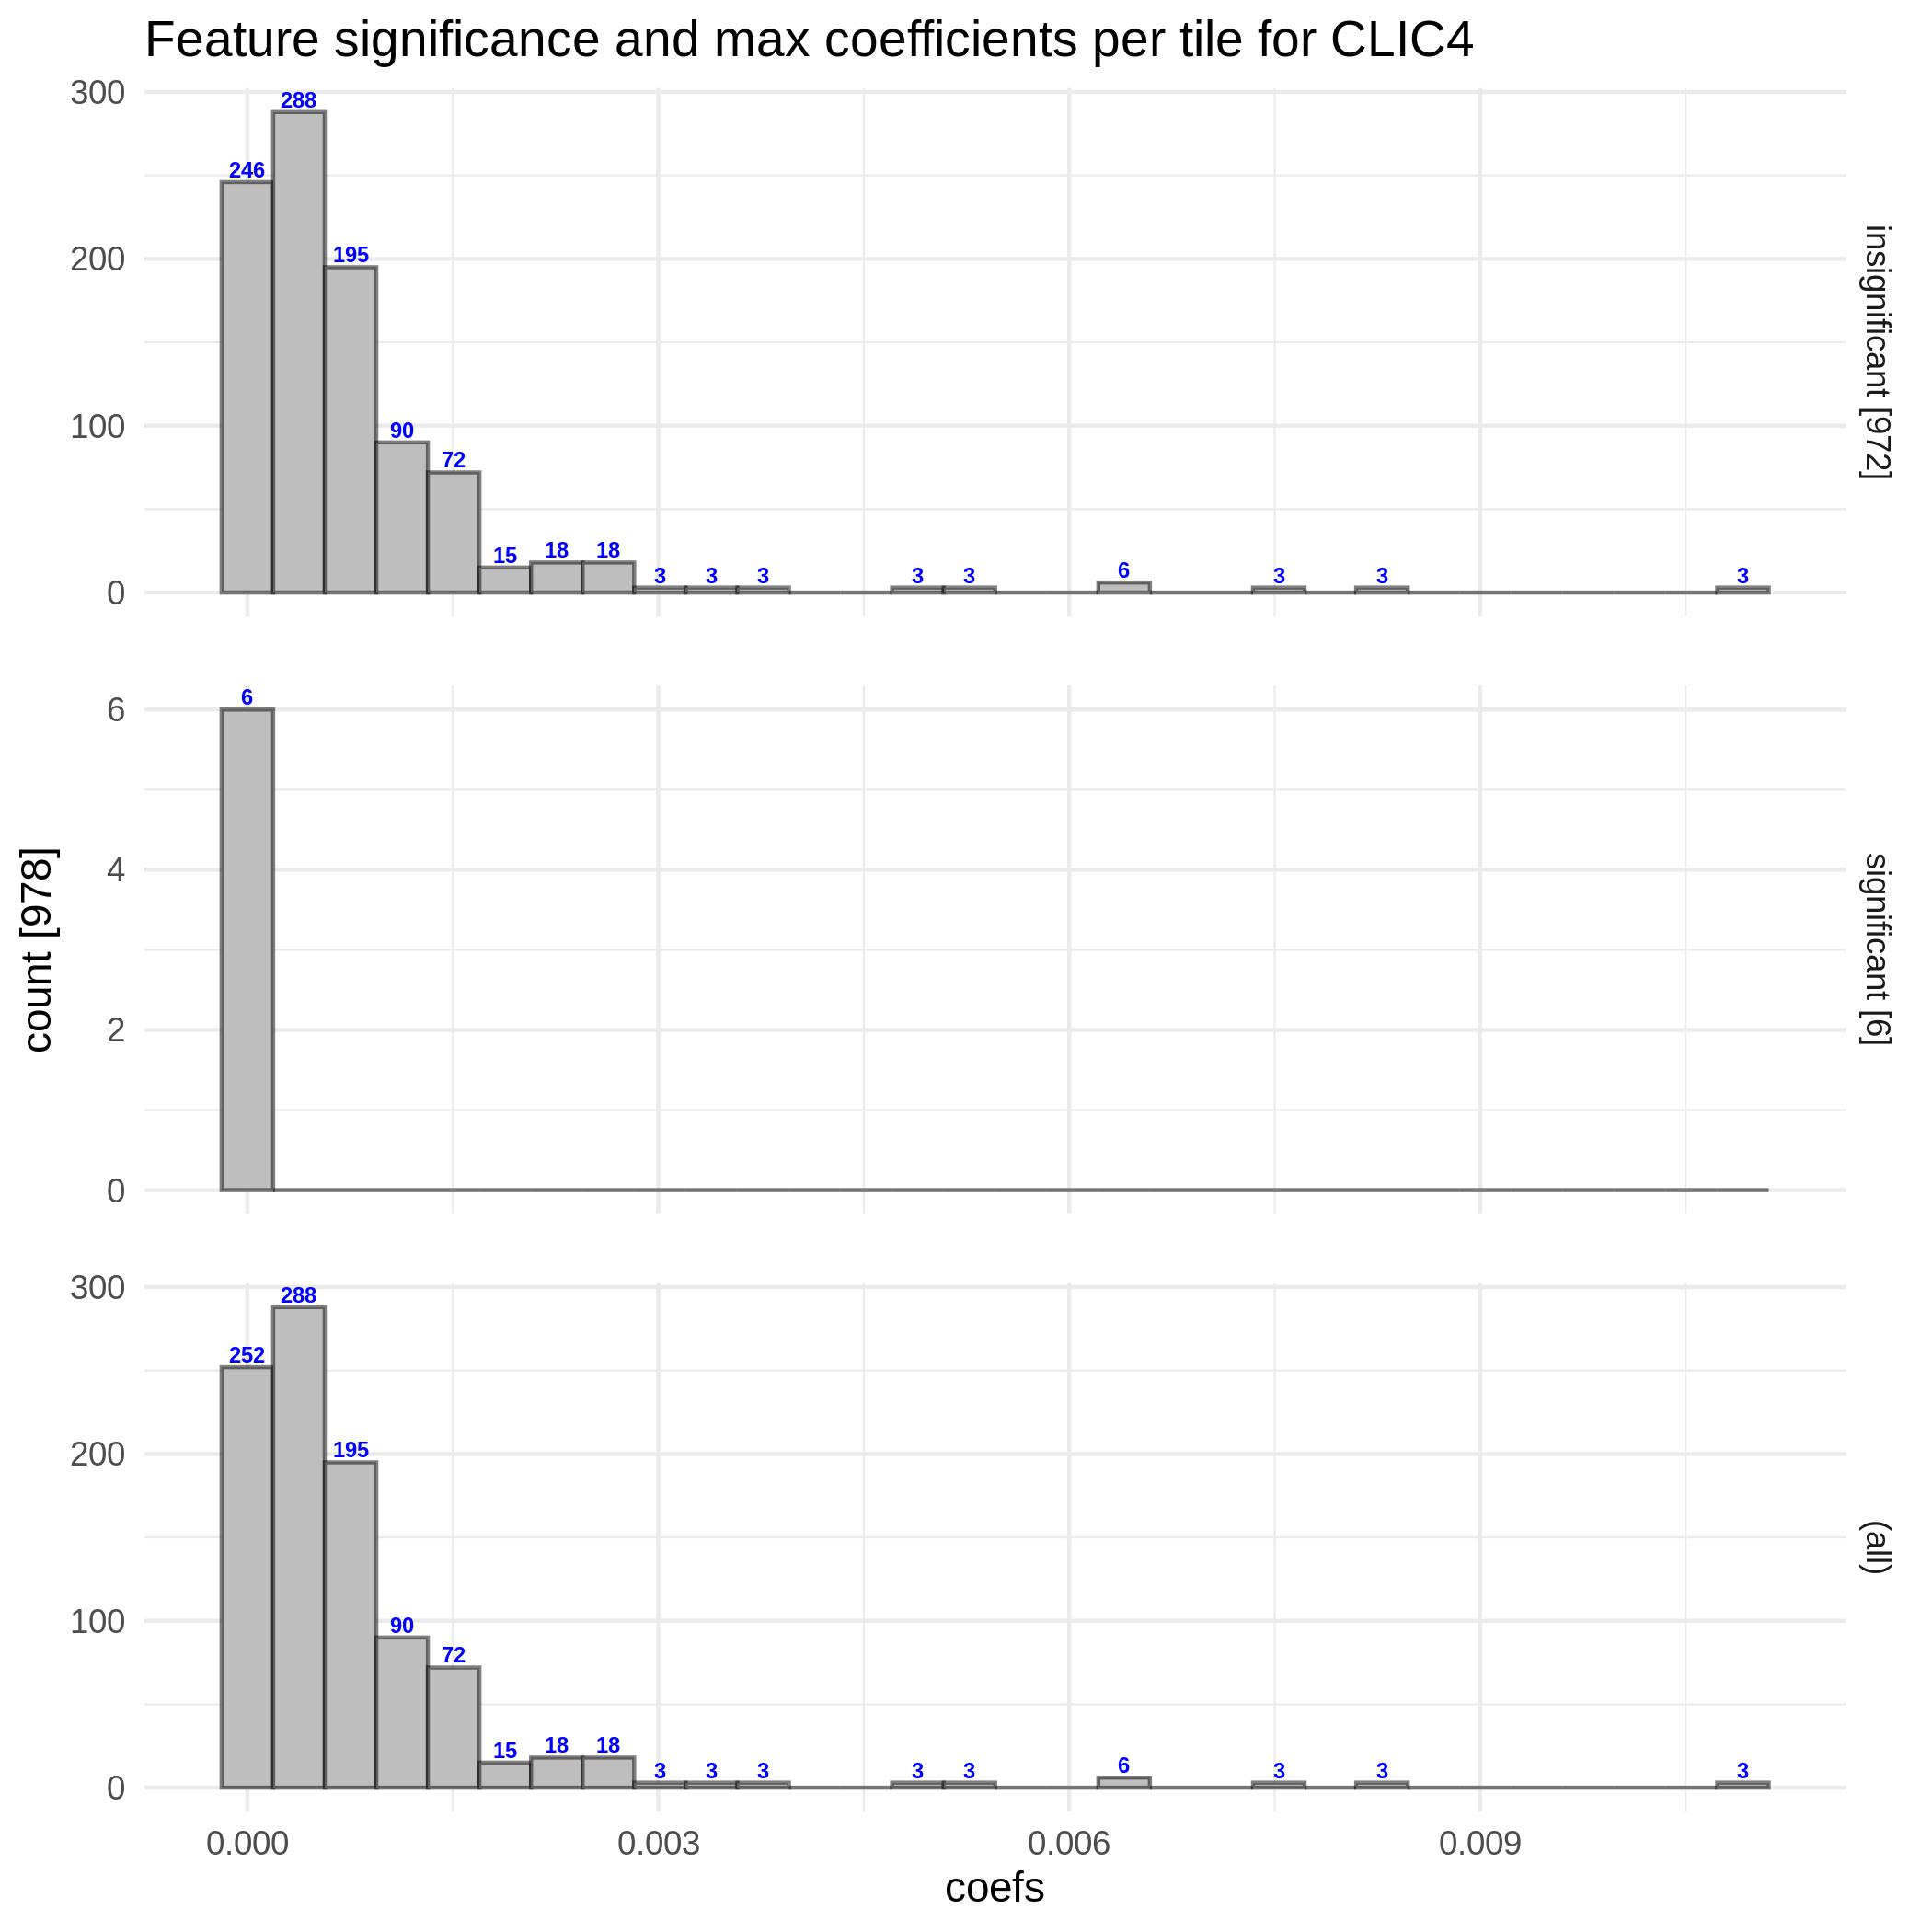 Feature significance and max coefficients per tile for CLIC4
300
288
246
200
195
100
90
72
15 18 18 3 3 3 3 3 6 3 3 3
0
insignificant [972]
6
6
4
2
0
significant [6]
count [978]
300
288
252
200
195
100
90
72
15 18 18 3 3 3 3 3 6 3 3 3
0
(all)
0.000 0.003 0.006 0.009
coefs